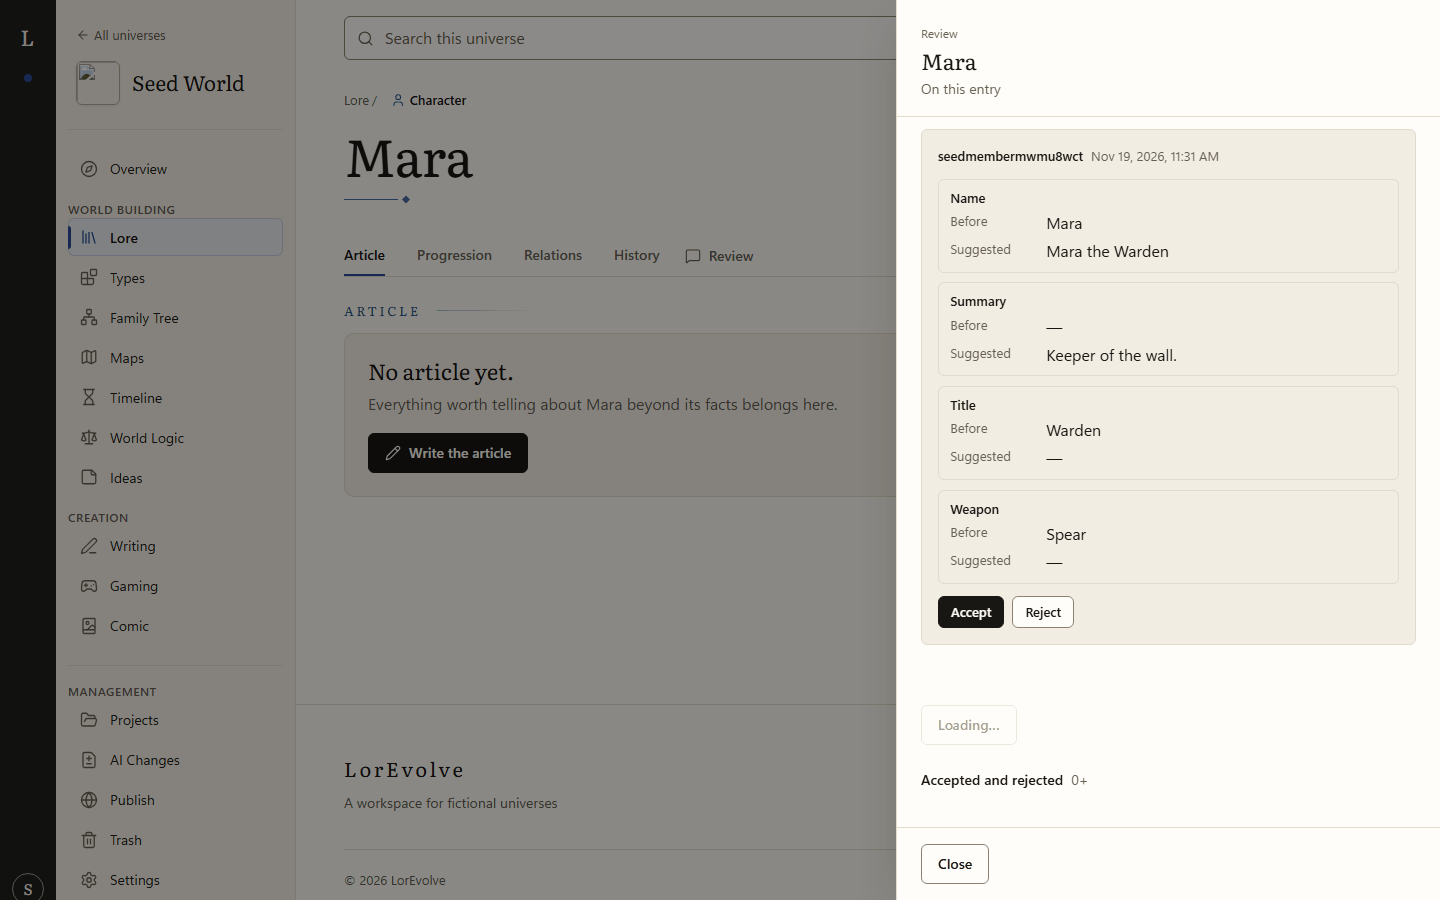 L
All universes
Seed World
Overview
WORLD BUILDING
Lore
Types
Family Tree
Maps
Timeline
World Logic
Ideas
CREATION
Writing
Gaming
Comic
MANAGEMENT
Projects
AI Changes
Publish
Trash
Settings
S
Search this universe
Lore / Character
Mara
Article Progression Relations History Review
ARTICLE
No article yet.
Everything worth telling about Mara beyond its facts belongs here.
Write the article
LorEvolve
A workspace for fictional universes
© 2026 LorEvolve
Review
Mara
On this entry
seedmembermwmu8wct Nov 19, 2026, 11:31 AM
Name
Before Mara
Suggested Mara the Warden
Summary
Before —
Suggested Keeper of the wall.
Title
Before Warden
Suggested —
Weapon
Before Spear
Suggested —
Accept Reject
Loading...
Accepted and rejected 0+
Close